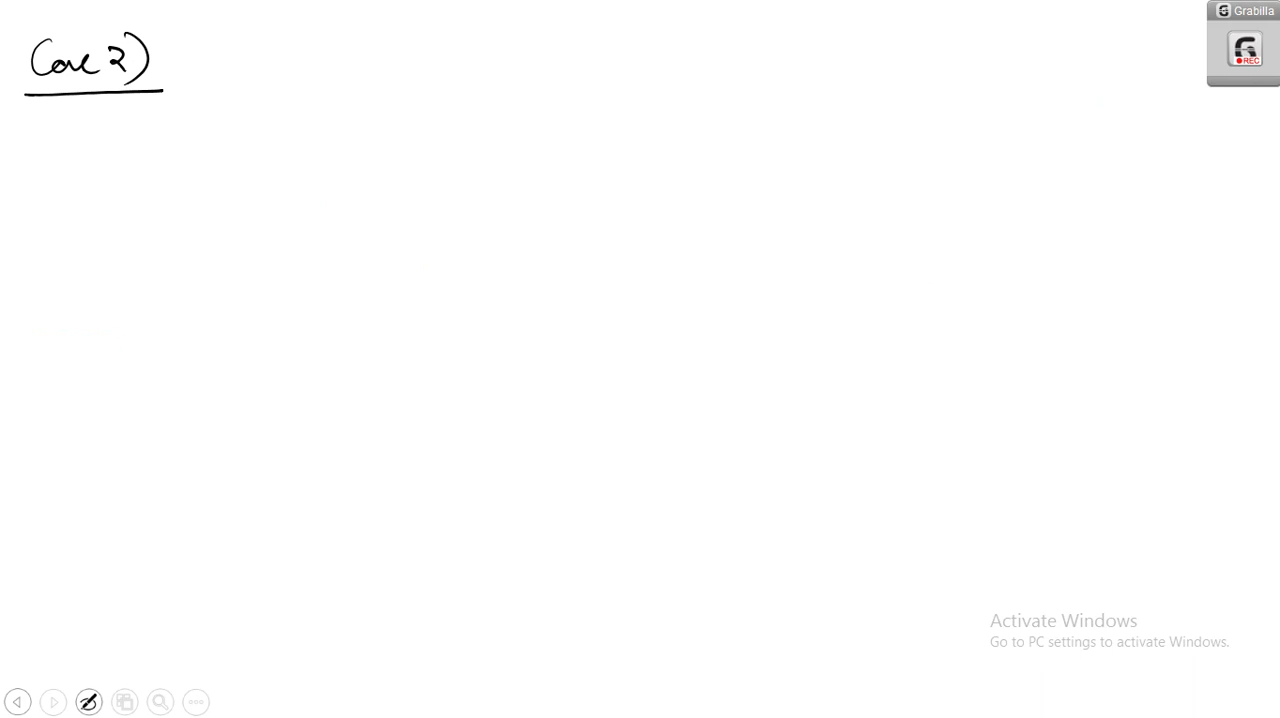 Case 2)
Grabilla
REC
Activate Windows
Go to PC settings to activate Windows.